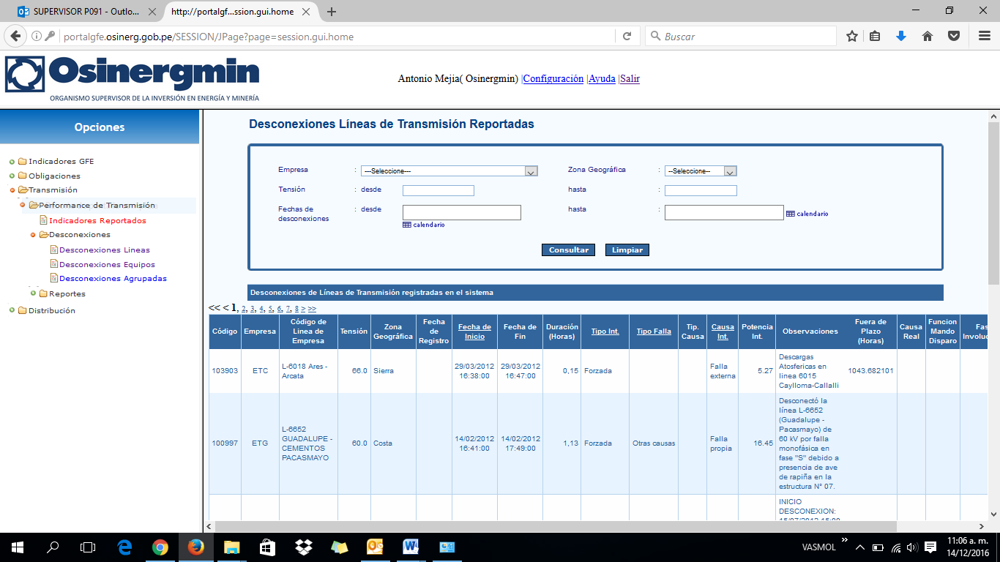 SUPERVISOR P091 - Outlo...
http://portalgf...ssion.gui.home
portalgfe.osinerg.gob.pe/SESSION/JPage?page=session.gui.home
Buscar
Osinergmin
ORGANISMO SUPERVISOR DE LA INVERSIÓN EN ENERGÍA Y MINERÍA
Antonio Mejia( Osinergmin) |Configuración |Ayuda |Salir
Opciones
Indicadores GFE
Obligaciones
Transmisión
Performance de Transmisión
Indicadores Reportados
Desconexiones
Desconexiones Lineas
Desconexiones Equipos
Desconexiones Agrupadas
Reportes
Distribución
Desconexiones Líneas de Transmisión Reportadas
Empresa : ---Seleccione--- Zona Geográfica : --Seleccione--
Tensión : desde hasta :
Fechas de desconexiones : desde calendario hasta : calendario
Consultar Limpiar
Desconexiones de Líneas de Transmisión registradas en el sistema
<< < 1, 2, 3, 4, 5, 6, 7, 8 > >>
Código Empresa Código de Linea de Empresa Tensión Zona Geográfica Fecha de Registro Fecha de Inicio Fecha de Fin Duración (Horas) Tipo Int. Tipo Falla Tip. Causa Causa Int. Potencia Int. Observaciones Fuera de Plazo (Horas) Causa Real Funcion Mando Disparo Fas Involuc
103903 ETC L-6018 Ares - Arcata 66.0 Sierra 29/03/2012 16:38:00 29/03/2012 16:47:00 0,15 Forzada Falla externa 5.27 Descargas Atosfericas en linea 6015 Caylloma-Callalli 1043.682101
100997 ETG L-6652 GUADALUPE - CEMENTOS PACASMAYO 60.0 Costa 14/02/2012 16:41:00 14/02/2012 17:49:00 1,13 Forzada Otras causas Falla propia 16.45 Desconectó la línea L-6652 (Guadalupe - Pacasmayo) de 60 kV por falla monofásica en fase "S" debido a presencia de ave de rapiña en la estructura N° 07.
INICIO
DESCONEXION:
VASMOL
11:06 a. m.
14/12/2016